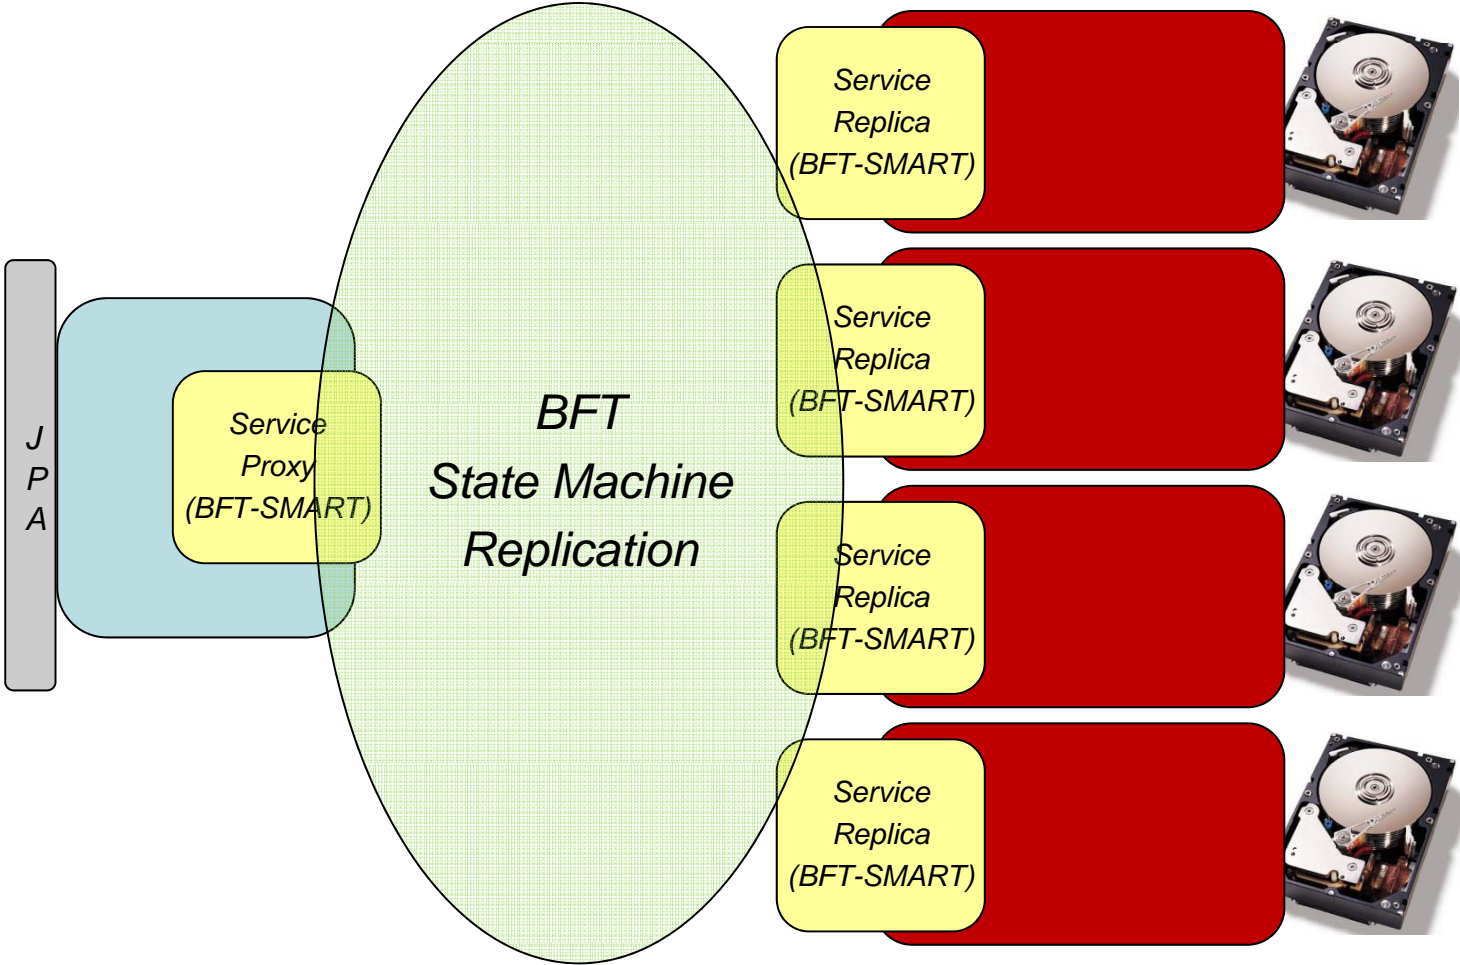 J
P
A
Service
Proxy
(BFT-SMART)
BFT
State Machine
Replication
Service
Replica
(BFT-SMART)
Service
Replica
(BFT-SMART)
Service
Replica
(BFT-SMART)
Service
Replica
(BFT-SMART)